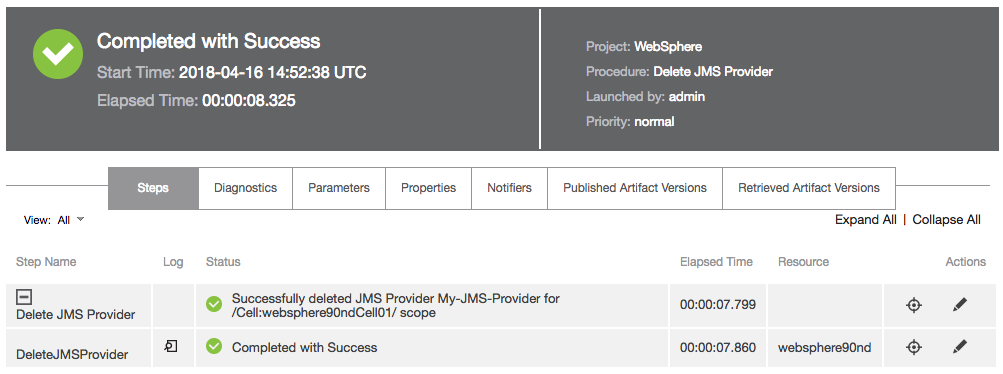 Completed with Success
Start Time: 2018-04-16 14:52:38 UTC
Elapsed Time: 00:00:08.325
Project: WebSphere
Procedure: Delete JMS Provider
Launched by: admin
Priority: normal
Steps Diagnostics Parameters Properties Notifiers Published Artifact Versions Retrieved Artifact Versions
View: All Expand All | Collapse All
Step Name Log Status Elapsed Time Resource Actions
Delete JMS Provider
Successfully deleted JMS Provider My-JMS-Provider for
/Cell:websphere90ndCell01/ scope
00:00:07.799
DeleteJMSProvider Completed with Success 00:00:07.860 websphere90nd